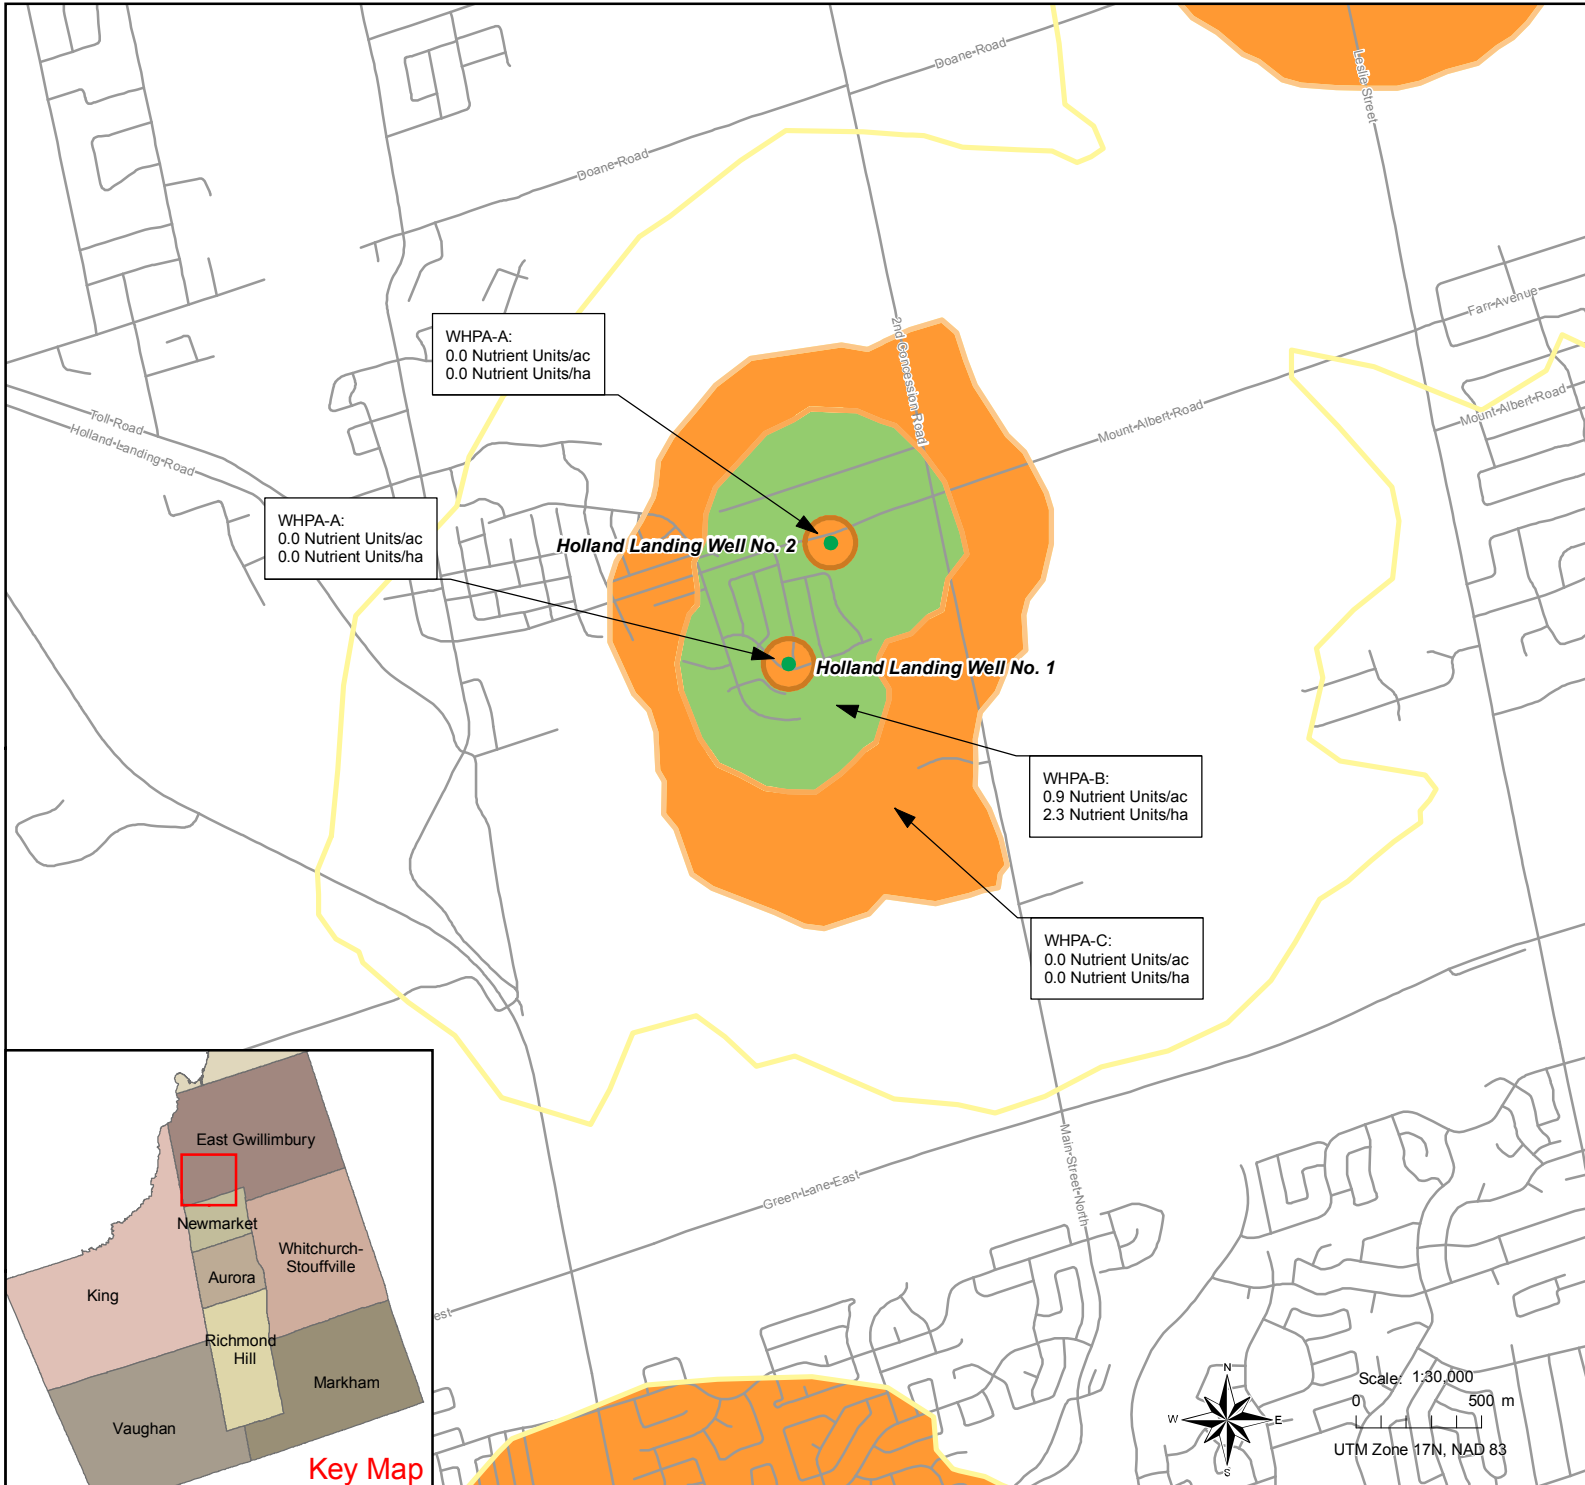 Doane Road
Leslie Street
Doane Road
Farr Avenue
WHPA-A:
0.0 Nutrient Units/ac
0.0 Nutrient Units/ha
2nd Concession Road
Mount Albert Road
Mount Albert Road
Toll Road
Holland Landing Road
WHPA-A:
0.0 Nutrient Units/ac
0.0 Nutrient Units/ha
Holland Landing Well No. 2
Holland Landing Well No. 1
WHPA-B:
0.9 Nutrient Units/ac
2.3 Nutrient Units/ha
WHPA-C:
0.0 Nutrient Units/ac
0.0 Nutrient Units/ha
Main Street North
Green Lane East
est
East Gwillimbury
Newmarket
Whitchurch-
Stouffville
Aurora
King
Richmond
Hill
Markham
Vaughan
Key Map
N
W
E
S
Scale: 1:30,000
0 500 m
UTM Zone 17N, NAD 83